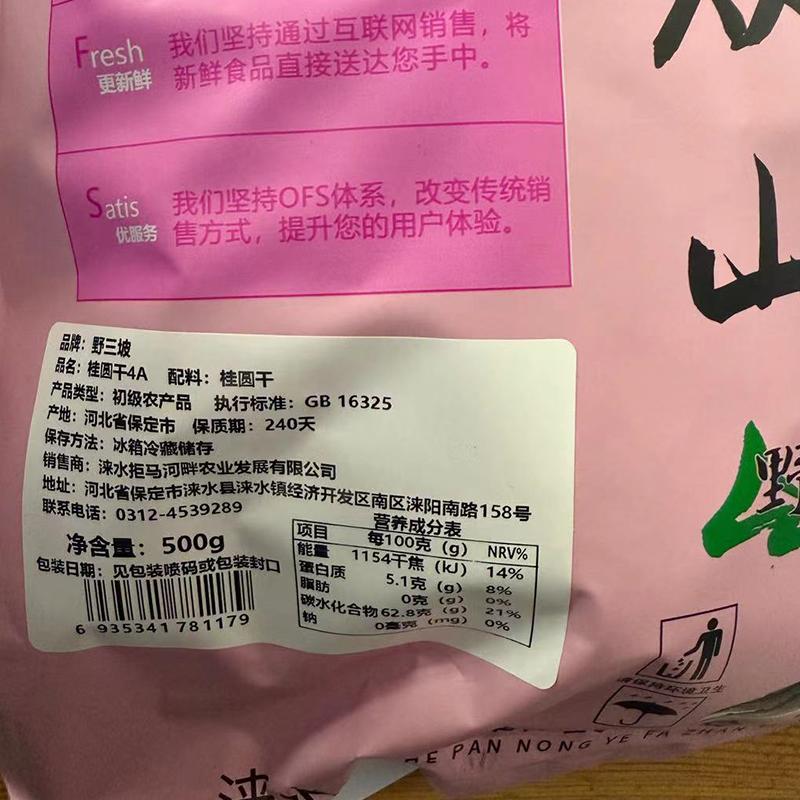 Fresh
更新鲜
我们坚持通过互联网销售，将
新鲜食品直接送达您手中。
Satis
优服务
我们坚持OFS体系，改变传统销
售方式，提升您的用户体验。
山
野
品牌：野三坡
品名：桂圆干4A 配料：桂圆干
产品类型：初级农产品 执行标准：GB 16325
产地：河北省保定市 保质期：240天
保存方法：冰箱冷藏储存
销售商：涞水拒马河畔农业发展有限公司
地址：河北省保定市涞水县涞水镇经济开发区南区涞阳南路158号
联系电话：0312-4539289
净含量：500g
包装日期：见包装喷码或包装封口
6 935341 781179
营养成分表
项目 每100克（g） NRV%
能量 1154千焦（kJ） 14%
蛋白质 5.1克（g） 8%
脂肪 0克（g） 0%
碳水化合物 62.8克（g） 21%
钠 0毫克（mg） 0%
请保持环境卫生
PAN NONG YE FA ZHAN
涞